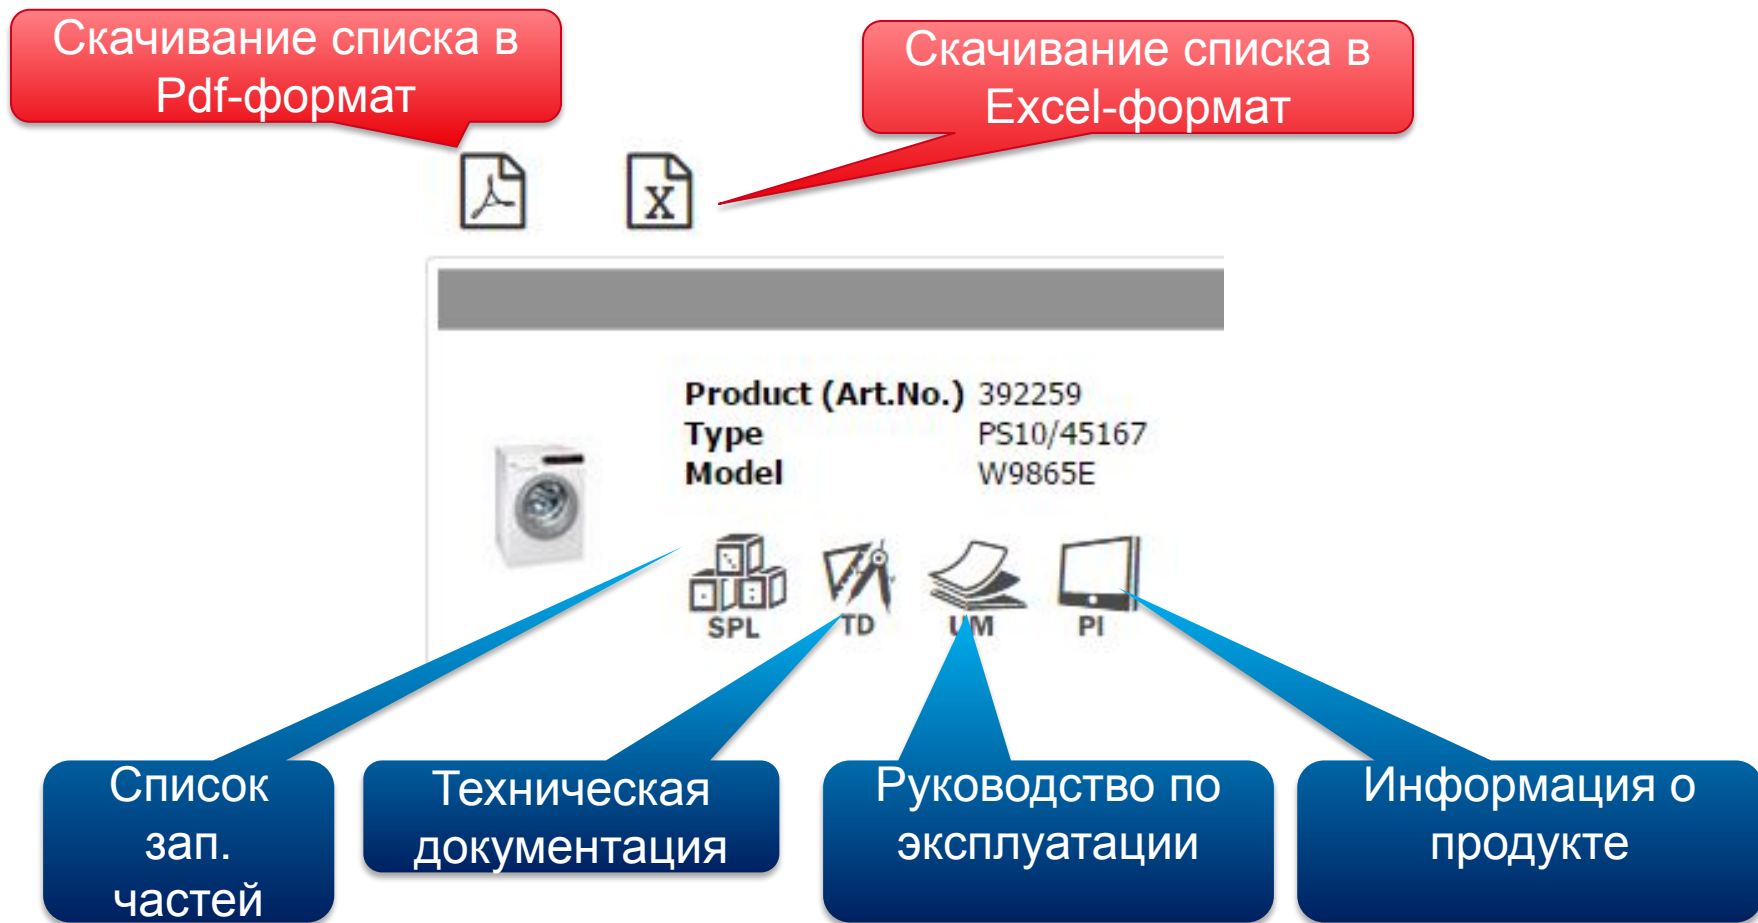 Скачивание списка в
Pdf-формат
Скачивание списка в
Excel-формат
X
Product (Art.No.) 392259
Type PS10/45167
Model W9865E
SPL TD UM PI
Список
зап.
частей
Техническая
документация
Руководство по
эксплуатации
Информация о
продукте